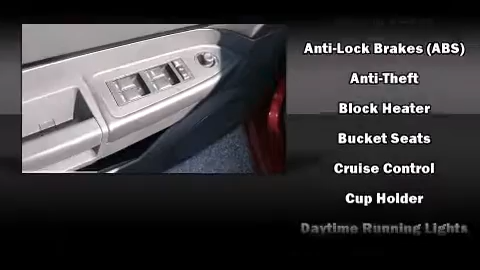 Anti-Lock Brakes (ABS)
Anti-Theft
Block Heater
Bucket Seats
Cruise Control
Cup Holder
Daytime Running Lights